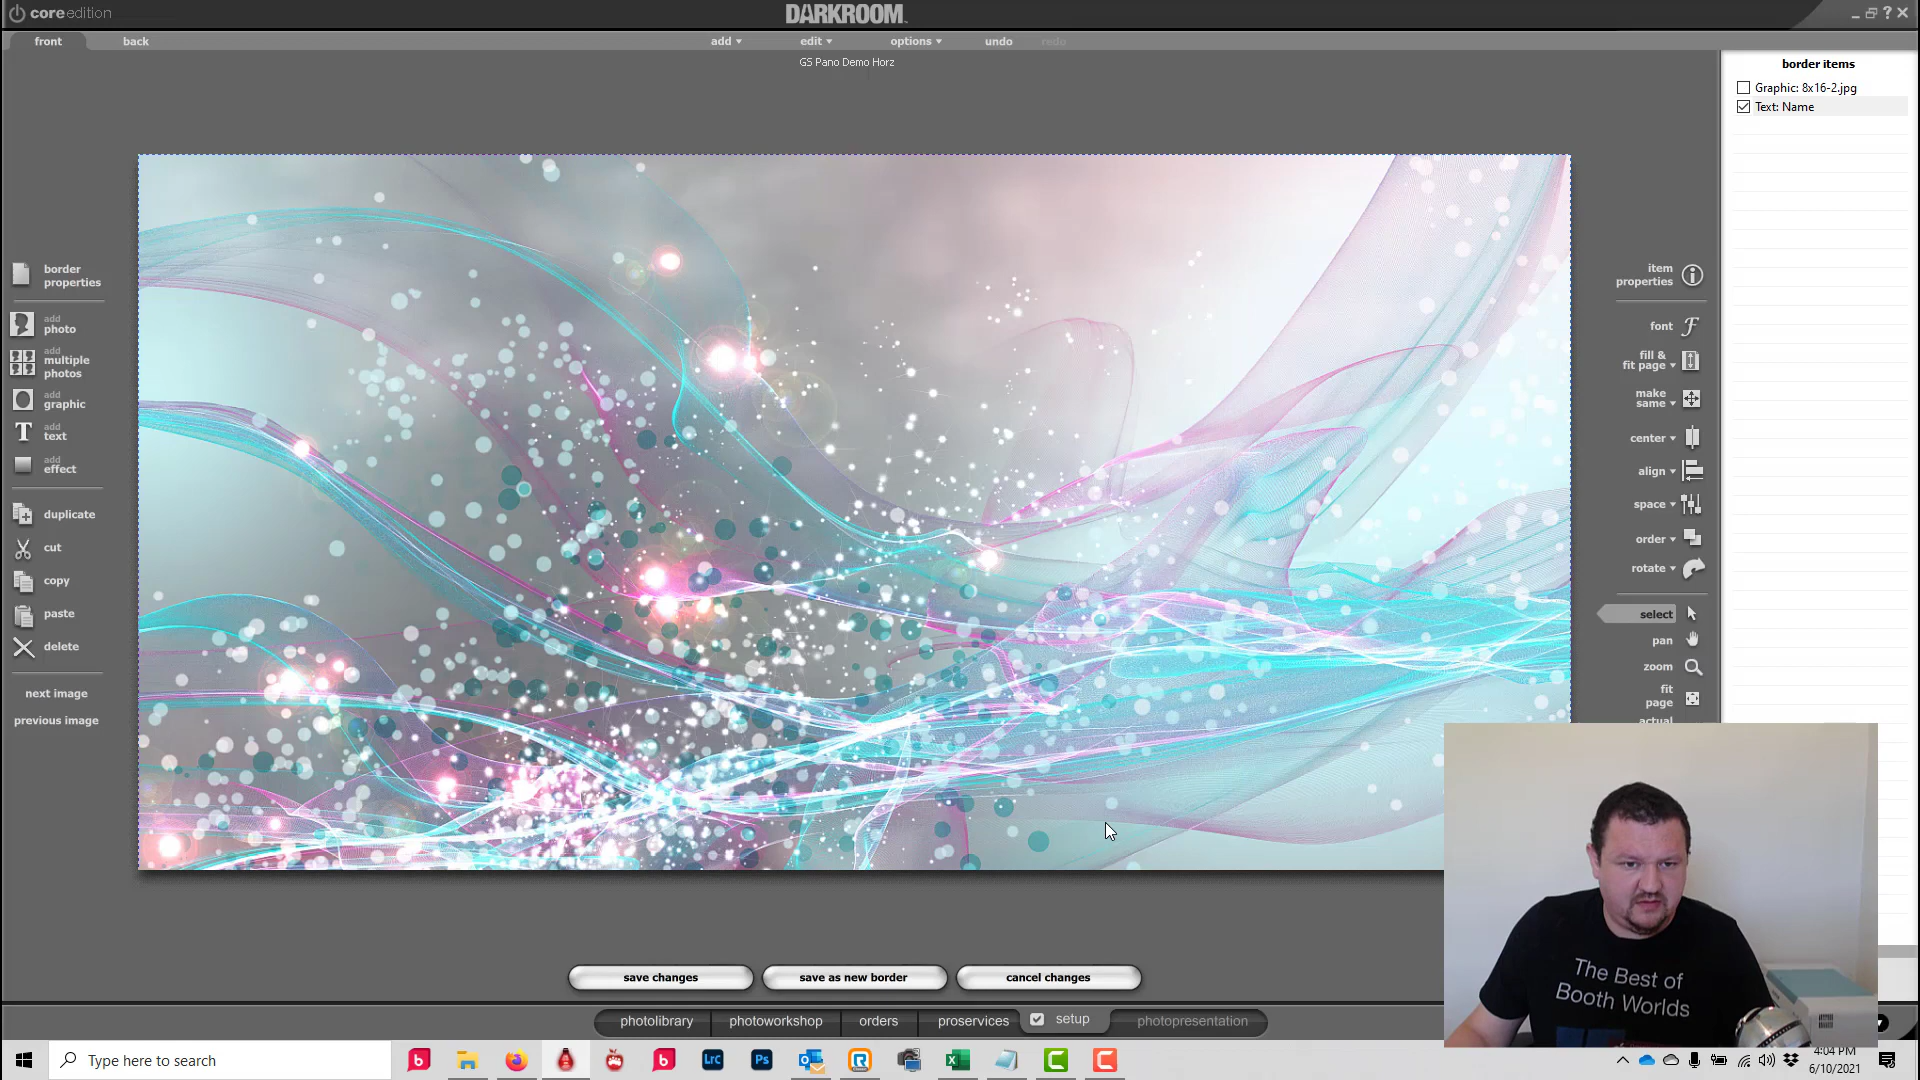 coreedition
DARKROOM
front
back
add
edit
options
undo
redo
GS Pano Demo Horz
border items
Graphic: 8x16-2.jpg
Text: Name
border
properties
add
photo
add
multiple
photos
add
graphic
add
text
add
effect
duplicate
cut
copy
paste
delete
next image
previous image
item
properties
font
fill &
fit page
make
same
center
align
space
order
rotate
select
pan
zoom
fit
page
actual
The Best of
Booth Worlds
save changes
save as new border
cancel changes
photolibrary
photoworkshop
orders
proservices
setup
photopresentation
Type here to search
LrC
Ps
4:04 PM
6/10/2021